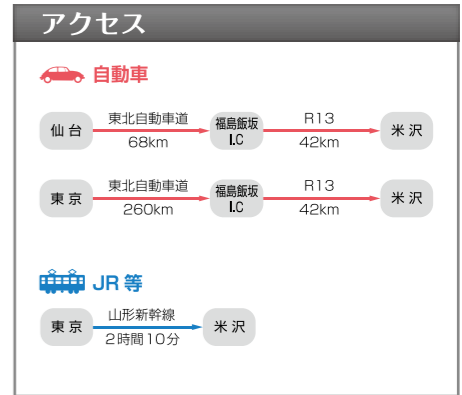 アクセス
自動車
仙台 東北自動車道 68km 福島飯坂 I.C R13 42km 米沢
東京 東北自動車道 260km 福島飯坂 I.C R13 42km 米沢
JR等
東京 山形新幹線 2時間10分 米沢